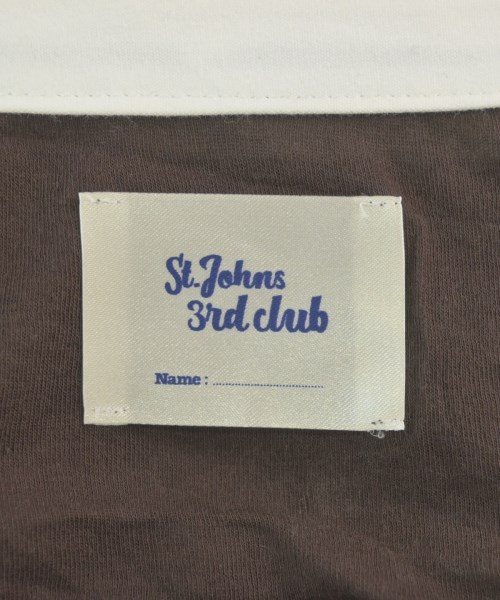 St. Johns
3rd club
Name : ..............................